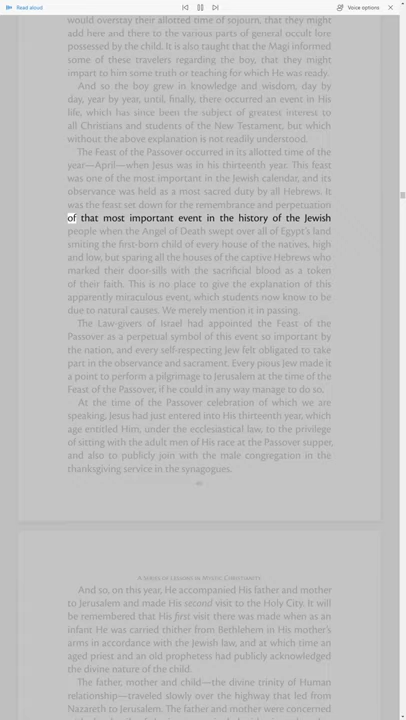 Read aloud
Voice options
would overstay their allotted time of sojourn, that they might
add here and there to the various parts of general occult lore
possessed by the child. It is also taught that the Magi informed
some of these travelers regarding the boy, that they might
impart to him some truth or teaching for which He was ready.
And so the boy grew in knowledge and wisdom, day by
day, year by year, until, finally, there occurred an event in His
life, which has since been the subject of greatest interest to
all Christians and students of the New Testament, but which
without the above explanation is not readily understood.
The Feast of the Passover occurred in its allotted time of the
year—April—when Jesus was in his thirteenth year. This feast
was one of the most important in the Jewish calendar, and its
observance was held as a most sacred duty by all Hebrews. It
was the feast set down for the remembrance and perpetuation
of that most important event in the history of the Jewish
people when the Angel of Death swept over all of Egypt's land
smiting the first-born child of every house of the natives, high
and low, but sparing all the houses of the captive Hebrews who
marked their door-sills with the sacrificial blood as a token
of their faith. This is no place to give the explanation of this
apparently miraculous event, which students now know to be
due to natural causes. We merely mention it in passing.
The Law-givers of Israel had appointed the Feast of the
Passover as a perpetual symbol of this event so important by
the nation, and every self-respecting Jew felt obligated to take
part in the observance and sacrament. Every pious Jew made it
a point to perform a pilgrimage to Jerusalem at the time of the
Feast of the Passover, if he could in any way manage to do so.
At the time of the Passover celebration of which we are
speaking, Jesus had just entered into His thirteenth year, which
age entitled Him, under the ecclesiastical law, to the privilege
of sitting with the adult men of His race at the Passover supper,
and also to publicly join with the male congregation in the
thanksgiving service in the synagogues.
A Series of Lessons in Mystic Christianity
And so, on this year, He accompanied His father and mother
to Jerusalem and made His second visit to the Holy City. It will
be remembered that His first visit there was made when as an
infant He was carried thither from Bethlehem in His mother's
arms in accordance with the Jewish law, and at which time an
aged priest and an old prophetess had publicly acknowledged
the divine nature of the child.
The father, mother and child—the divine trinity of Human
relationship—traveled slowly over the highway that led from
Nazareth to Jerusalem. The father and mother were concerned